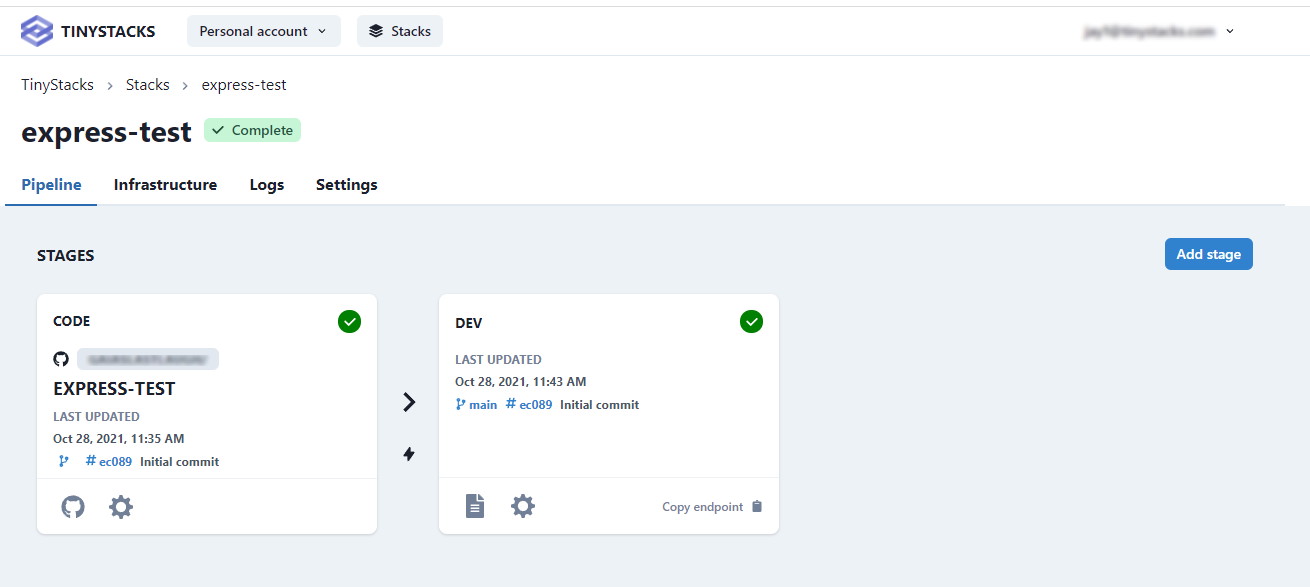 TINYSTACKS Personal account Stacks
TinyStacks > Stacks > express-test
express-test Complete
Pipeline Infrastructure Logs Settings
STAGES Add stage
CODE
EXPRESS-TEST
LAST UPDATED
Oct 28, 2021, 11:35 AM
# ec089 Initial commit
DEV
LAST UPDATED
Oct 28, 2021, 11:43 AM
main # ec089 Initial commit
Copy endpoint